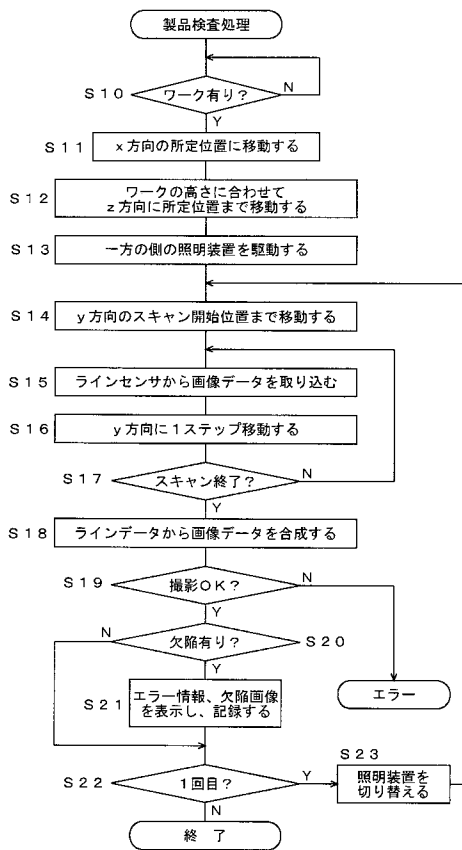 製品検査処理
S10
ワーク有り?
N
Y
S11
x方向の所定位置に移動する
S12
ワークの高さに合わせて
z方向に所定位置まで移動する
S13
一方の側の照明装置を駆動する
S14
y方向のスキャン開始位置まで移動する
S15
ラインセンサから画像データを取り込む
S16
y方向に1ステップ移動する
S17
スキャン終了?
N
Y
S18
ラインデータから画像データを合成する
S19
撮影OK?
N
Y
N
欠陥有り?
S20
Y
エラー
S21
エラー情報、欠陥画像
を表示し、記録する
S22
1回目?
Y
N
S23
照明装置を
切り替える
終 了